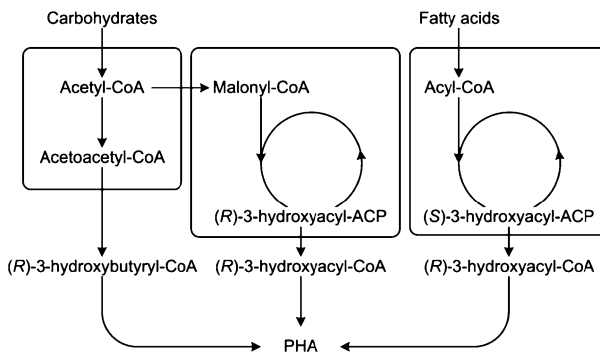 Carbohydrates
Fatty acids
Acetyl-CoA
Malonyl-CoA
Acyl-CoA
Acetoacetyl-CoA
(R)-3-hydroxyacyl-ACP
(S)-3-hydroxyacyl-ACP
(R)-3-hydroxybutyryl-CoA
(R)-3-hydroxyacyl-CoA
(R)-3-hydroxyacyl-CoA
PHA